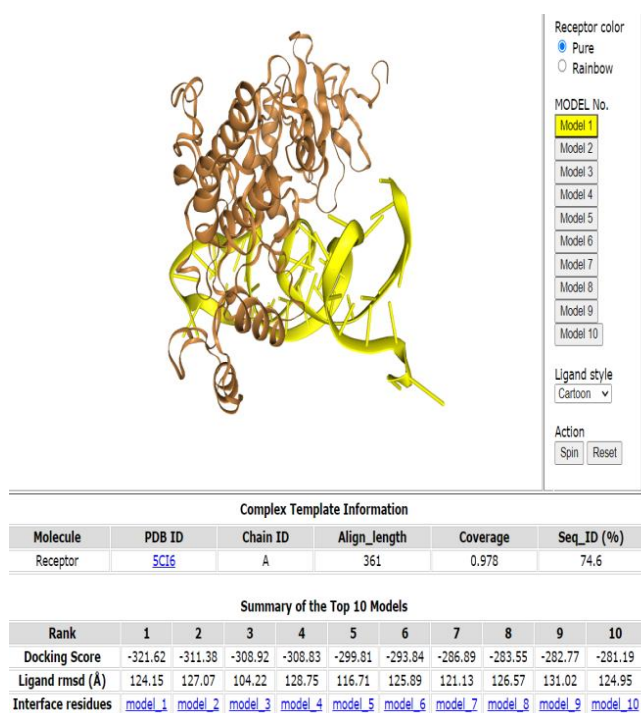 Receptor color
Pure
Rainbow
MODEL No.
Model 1
Model 2
Model 3
Model 4
Model 5
Model 6
Model 7
Model 8
Model 9
Model 10
Ligand style
Cartoon
Action
Spin Reset
Complex Template Information
Molecule PDB ID Chain ID Align_length Coverage Seq_ID (%)
Receptor 5CI6 A 361 0.978 74.6
Summary of the Top 10 Models
Rank 1 2 3 4 5 6 7 8 9 10
Docking Score -321.62 -311.38 -308.92 -308.83 -299.81 -293.84 -286.89 -283.55 -282.77 -281.19
Ligand rmsd (Å) 124.15 127.07 104.22 128.75 116.71 125.89 121.13 126.57 131.02 124.95
Interface residues model_1 model_2 model_3 model_4 model_5 model_6 model_7 model_8 model_9 model_10